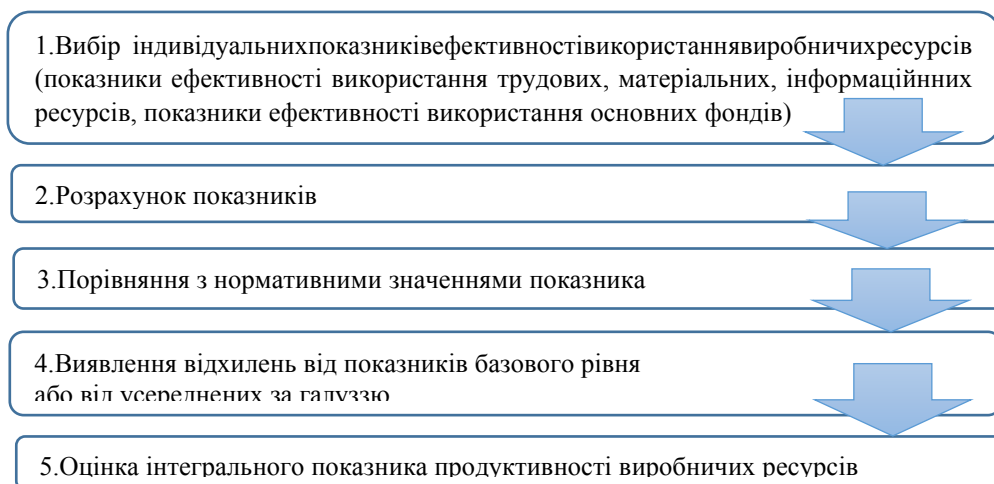 1.Вибір індивідуальнихпоказниківефективностівикористаннявиробничихресурсів
(показники ефективності використання трудових, матеріальних, інформаційнних
ресурсів, показники ефективності використання основних фондів)
2.Розрахунок показників
3.Порівняння з нормативними значеннями показника
4.Виявлення відхилень від показників базового рівня
або від усереднених за галуззю
5.Оцінка інтегрального показника продуктивності виробничих ресурсів